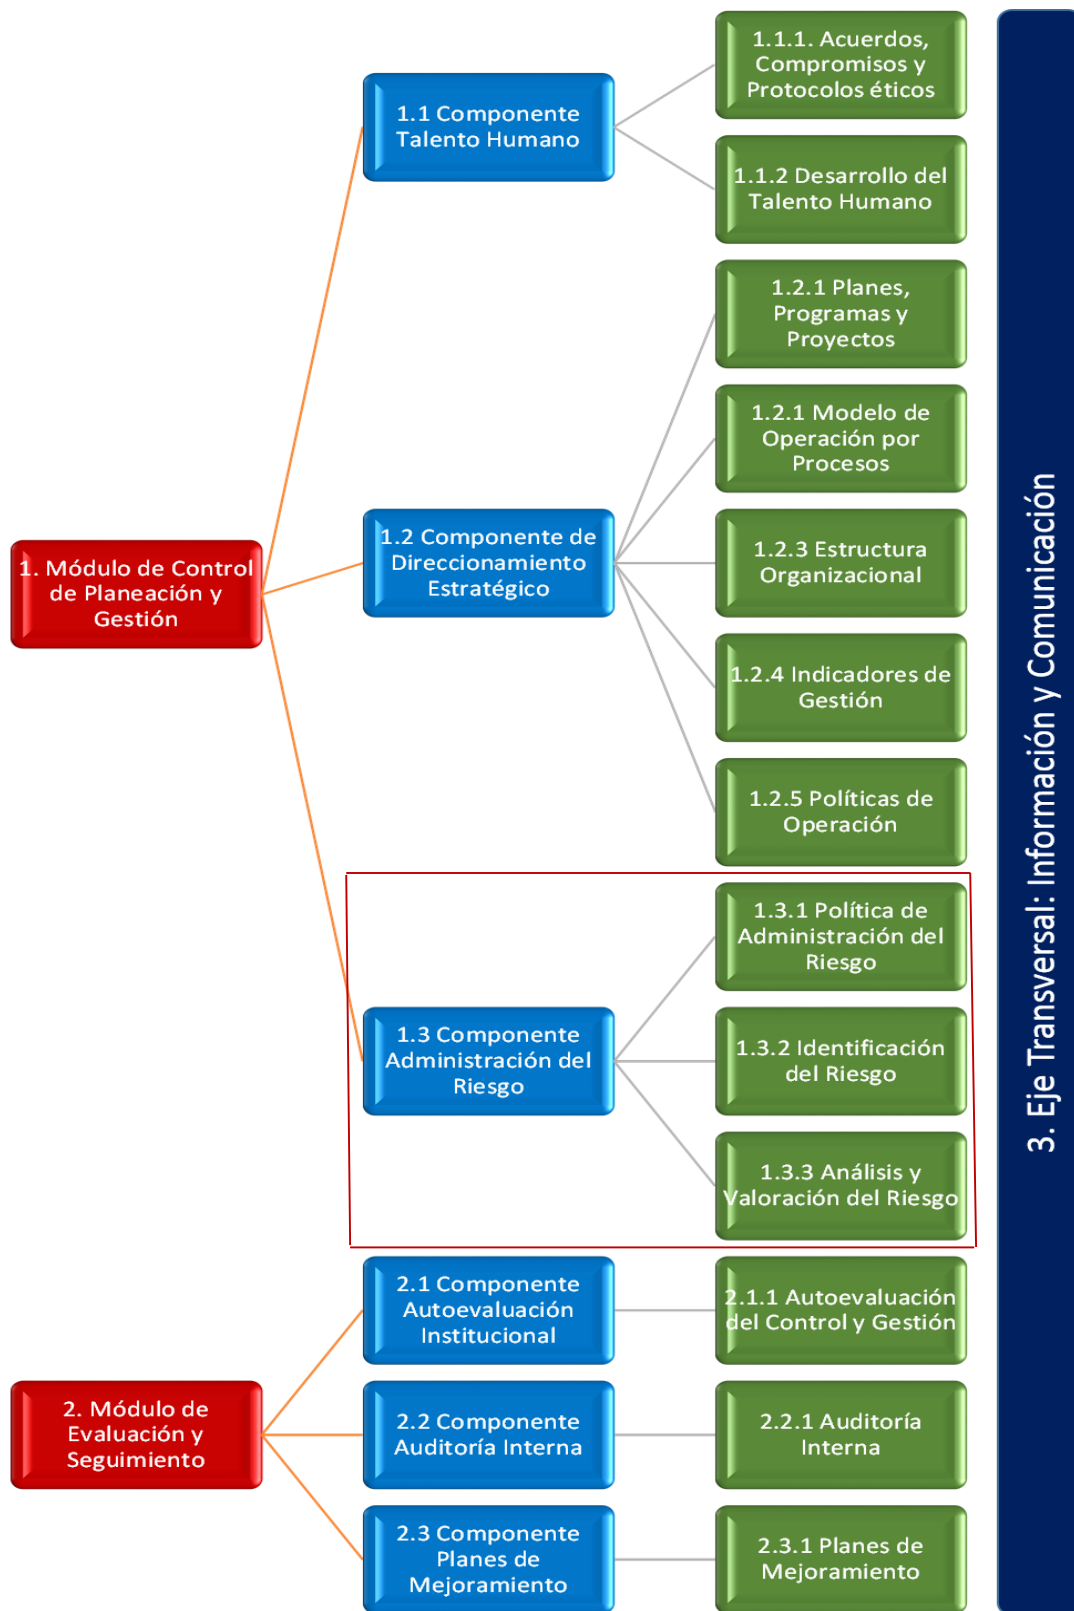 1. Módulo de Control
de Planeación y
Gestión
1.1 Componente
Talento Humano
1.1.1. Acuerdos,
Compromisos y
Protocolos éticos
1.1.2 Desarrollo del
Talento Humano
1.2 Componente de
Direccionamiento
Estratégico
1.2.1 Planes,
Programas y
Proyectos
1.2.1 Modelo de
Operación por
Procesos
1.2.3 Estructura
Organizacional
1.2.4 Indicadores de
Gestión
1.2.5 Políticas de
Operación
1.3 Componente
Administración del
Riesgo
1.3.1 Política de
Administración del
Riesgo
1.3.2 Identificación
del Riesgo
1.3.3 Análisis y
Valoración del Riesgo
2. Módulo de
Evaluación y
Seguimiento
2.1 Componente
Autoevaluación
Institucional
2.1.1 Autoevaluación
del Control y Gestión
2.2 Componente
Auditoría Interna
2.2.1 Auditoría
Interna
2.3 Componente
Planes de
Mejoramiento
2.3.1 Planes de
Mejoramiento
3. Eje Transversal: Información y Comunicación